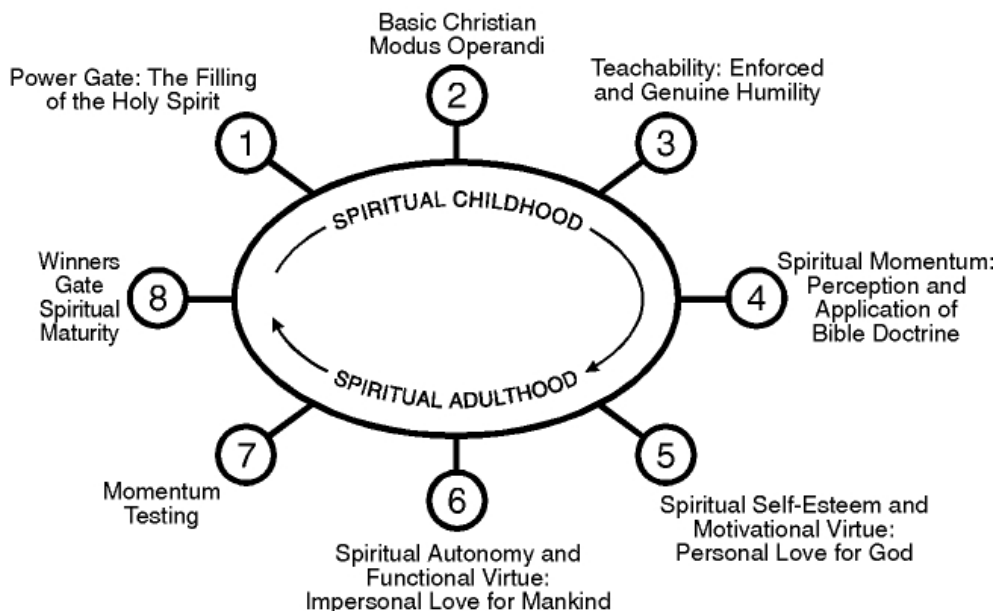 Basic Christian
Modus Operandi
2
Power Gate: The Filling
of the Holy Spirit
1
Teachability: Enforced
and Genuine Humility
3
SPIRITUAL CHILDHOOD
Winners
Gate
Spiritual
Maturity
8
4
Spiritual Momentum:
Perception and
Application of
Bible Doctrine
SPIRITUAL ADULTHOOD
7
Momentum
Testing
6
Spiritual Autonomy and
Functional Virtue:
Impersonal Love for Mankind
5
Spiritual Self-Esteem and
Motivational Virtue:
Personal Love for God